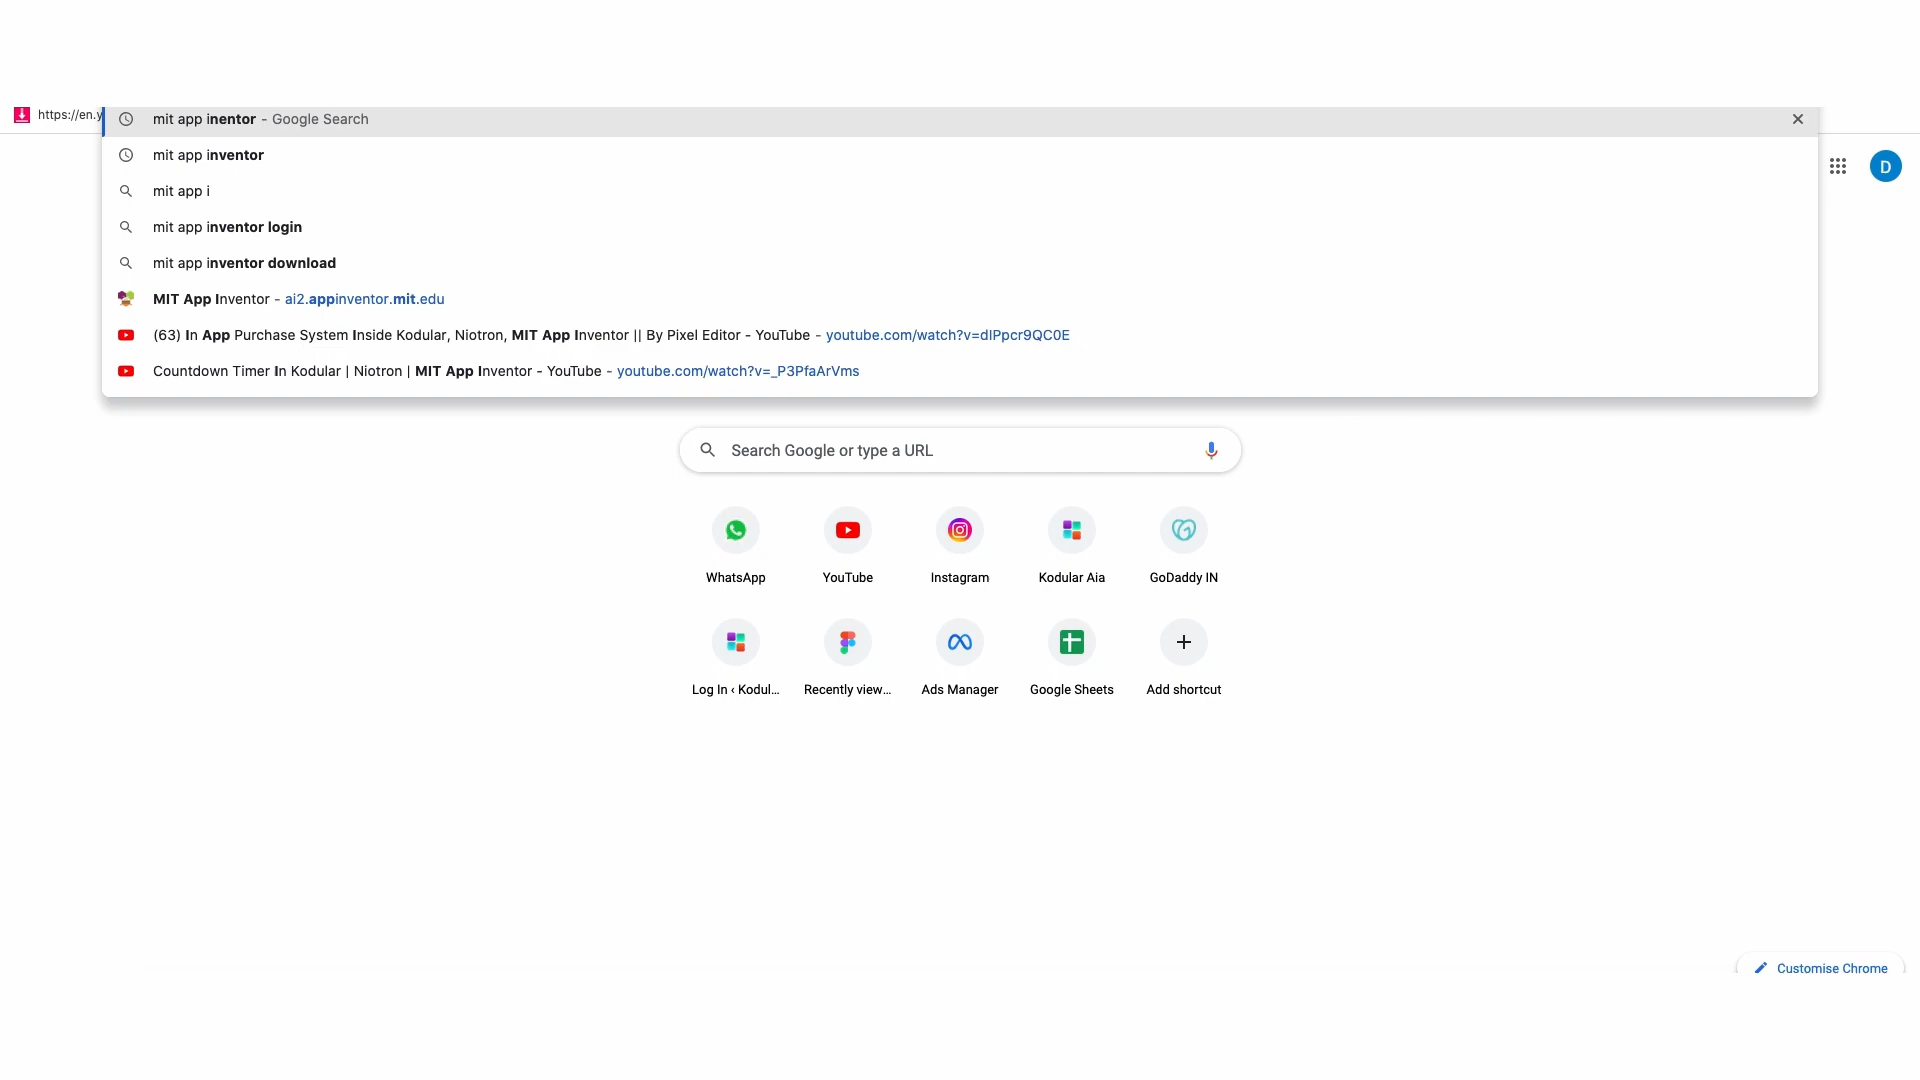 https://en.y
mit app inentor - Google Search
mit app inventor
D
mit app i
mit app inventor login
mit app inventor download
MIT App Inventor - ai2.appinventor.mit.edu
(63) In App Purchase System Inside Kodular, Niotron, MIT App Inventor || By Pixel Editor - YouTube - youtube.com/watch?v=dIPpcr9QC0E
Countdown Timer In Kodular | Niotron | MIT App Inventor - YouTube - youtube.com/watch?v=_P3PfaArVms
Search Google or type a URL
WhatsApp YouTube Instagram Kodular Aia GoDaddy IN
Log In ‹ Kodul... Recently view... Ads Manager Google Sheets Add shortcut
Customise Chrome